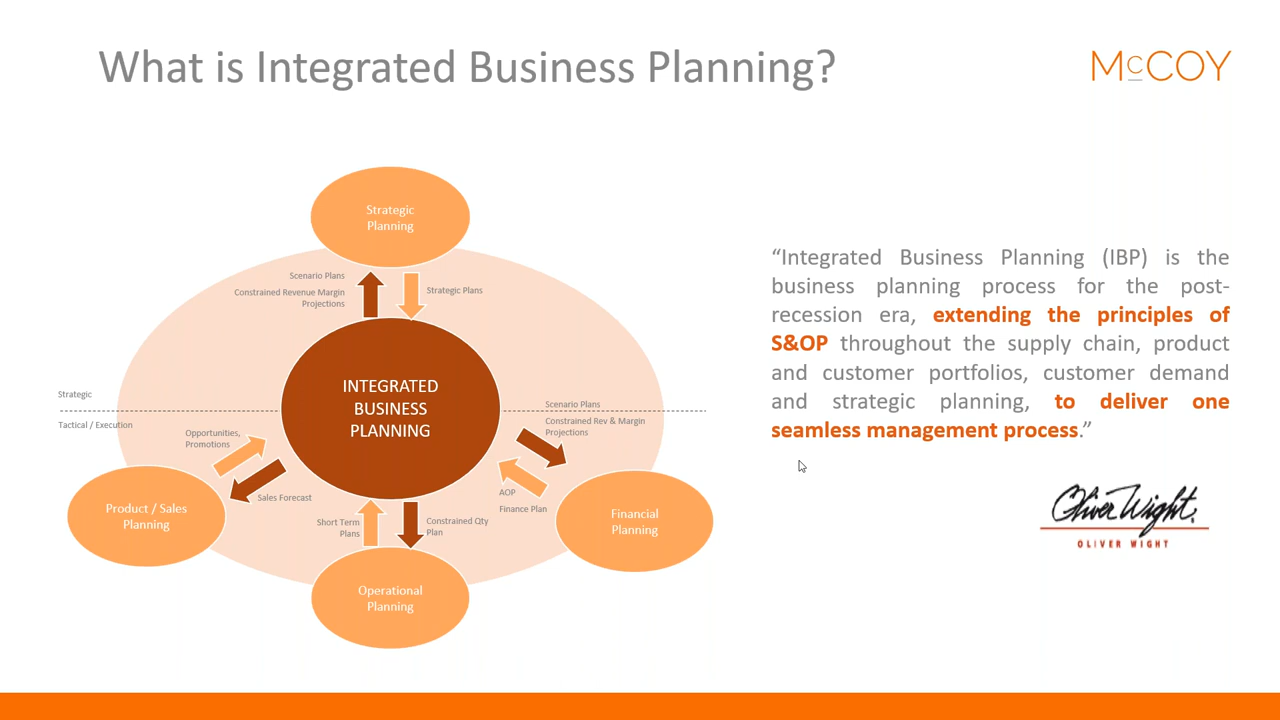 What is Integrated Business Planning?
McCOY
Strategic
Planning
Scenario Plans
Constrained Revenue Margin
Projections
Strategic Plans
INTEGRATED
BUSINESS
PLANNING
Strategic
Tactical / Execution
Opportunities,
Promotions
Sales Forecast
Product / Sales
Planning
Short Term
Plans
Constrained Qty
Plan
Operational
Planning
Scenario Plans
Constrained Rev & Margin
Projections
AOP
Finance Plan
Financial
Planning
“Integrated Business Planning (IBP) is the
business planning process for the post-
recession era, extending the principles of
S&OP throughout the supply chain, product
and customer portfolios, customer demand
and strategic planning, to deliver one
seamless management process.”
Oliver Wight
OLIVER WIGHT